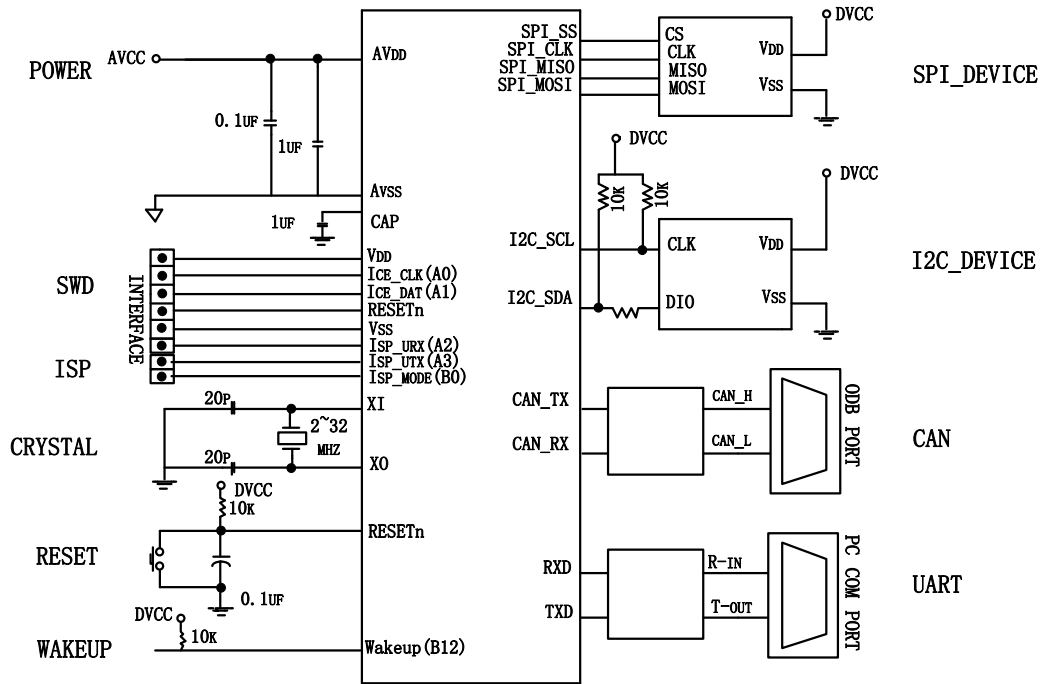 POWER
AVCC
0.1UF
1UF
AVDD
AVSS
1UF
CAP
SWD
INTERFACE
ISP
VDD
ICE_CLK(A0)
ICE_DAT(A1)
RESETn
VSS
ISP_URX(A2)
ISP_UTX(A3)
ISP_MODE(B0)
CRYSTAL
20P
20P
2~32
MHZ
XI
XO
RESET
DVCC
10K
0.1UF
RESETn
WAKEUP
DVCC
10K
Wakeup(B12)
SPI_SS
SPI_CLK
SPI_MISO
SPI_MOSI
CS
CLK
MISO
MOSI
VDD
VSS
DVCC
SPI_DEVICE
DVCC
10K
10K
I2C_SCL
I2C_SDA
CLK
DIO
VDD
VSS
DVCC
I2C_DEVICE
CAN_TX
CAN_RX
CAN_H
CAN_L
ODB PORT
CAN
RXD
TXD
R-IN
T-OUT
PC COM PORT
UART